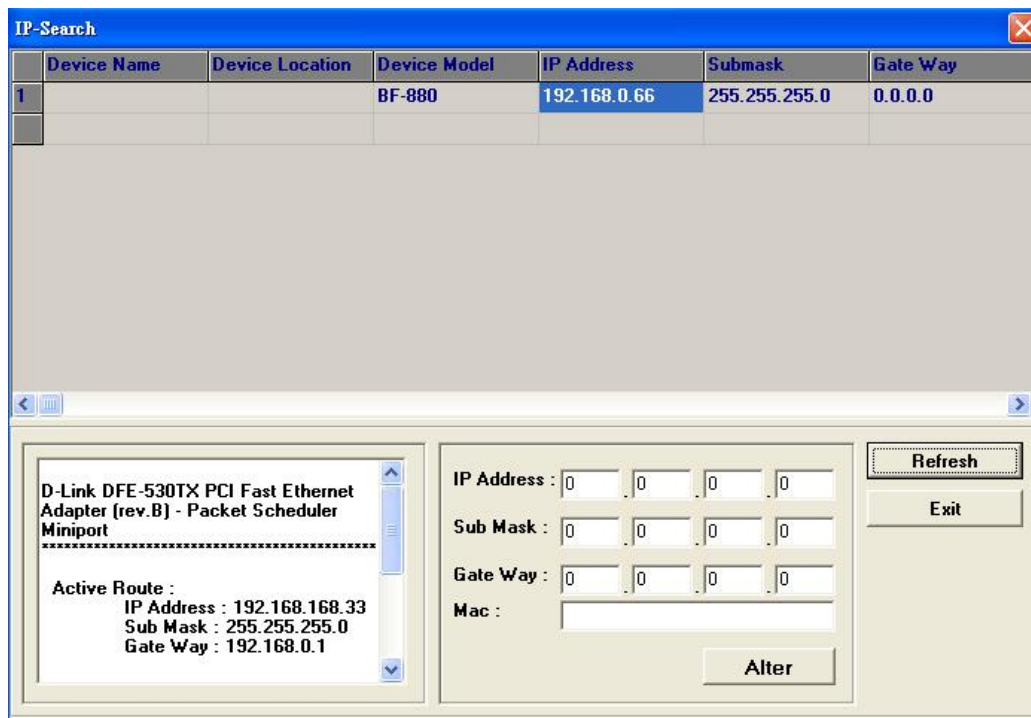 IP-Search
Device Name Device Location Device Model IP Address Submask Gate Way
1 BF-880 192.168.0.66 255.255.255.0 0.0.0.0
D-Link DFE-530TX PCI Fast Ethernet
Adapter (rev.B) - Packet Scheduler
Miniport
********************************************
Active Route :
IP Address : 192.168.168.33
Sub Mask : 255.255.255.0
Gate Way : 192.168.0.1
IP Address : 0 . 0 . 0 . 0
Sub Mask : 0 . 0 . 0 . 0
Gate Way : 0 . 0 . 0 . 0
Mac :
Alter
Refresh
Exit